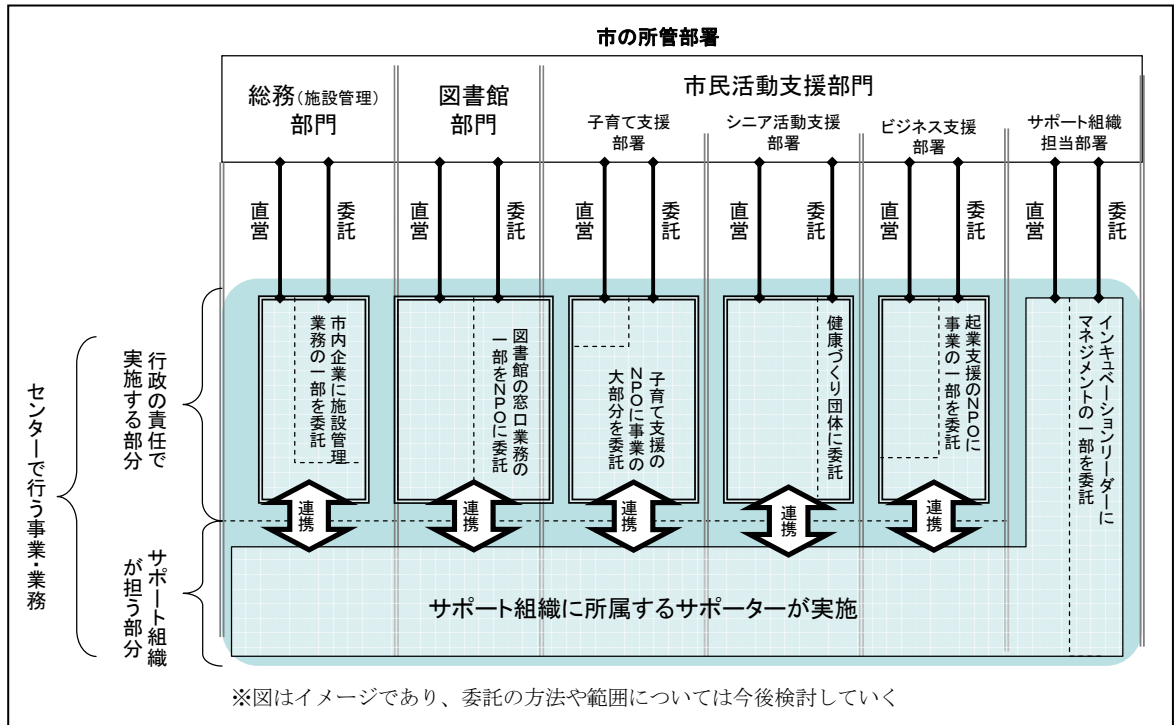 市の所管部署
総務(施設管理)
部門
図書館
部門
市民活動支援部門
子育て支援
部署
シニア活動支援
部署
ビジネス支援
部署
サポート組織
担当部署
直営
委託
直営
委託
直営
委託
直営
委託
直営
委託
直営
委託
センターで行う事業・業務
行政の責任で
実施する部分
サポート組織
が担う部分
市内企業に施設管理
業務の一部を委託
図書館の窓口業務の
一部をNPOに委託
子育て支援の
NPOに事業の
大部分を委託
健康づくり団体に委託
起業支援のNPOに
事業の一部を委託
インキュベーションリーダーに
マネジメントの一部を委託
連携
連携
連携
連携
連携
サポート組織に所属するサポーターが実施
※図はイメージであり、委託の方法や範囲については今後検討していく